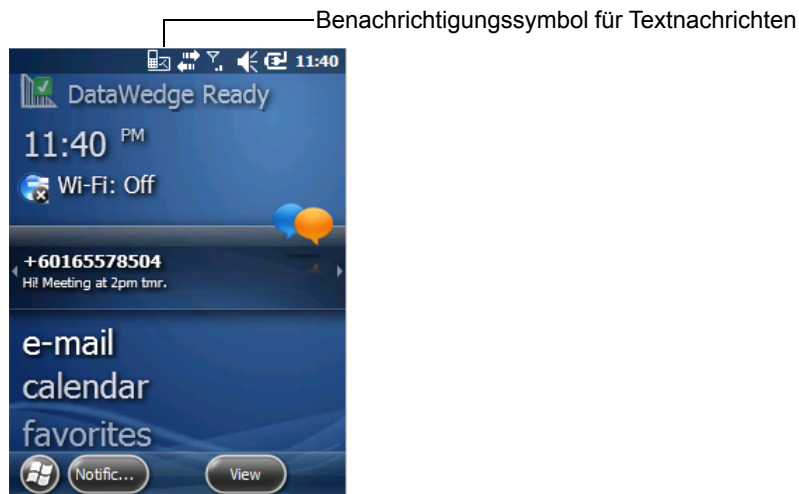 Benachrichtigungssymbol für Textnachrichten
11:40
DataWedge Ready
11:40 PM
Wi-Fi: Off
+60165578504
Hi! Meeting at 2pm tmr.
e-mail
calendar
favorites
Notific...
View